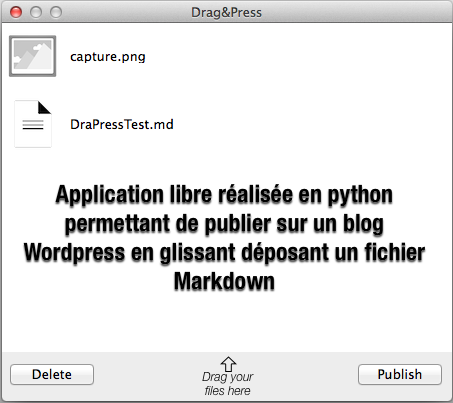 Drag&Press
capture.png
DraPressTest.md
Application libre réalisée en python
permettant de publier sur un blog
Wordpress en glissant déposant un fichier
Markdown
Delete
Drag your
files here
Publish